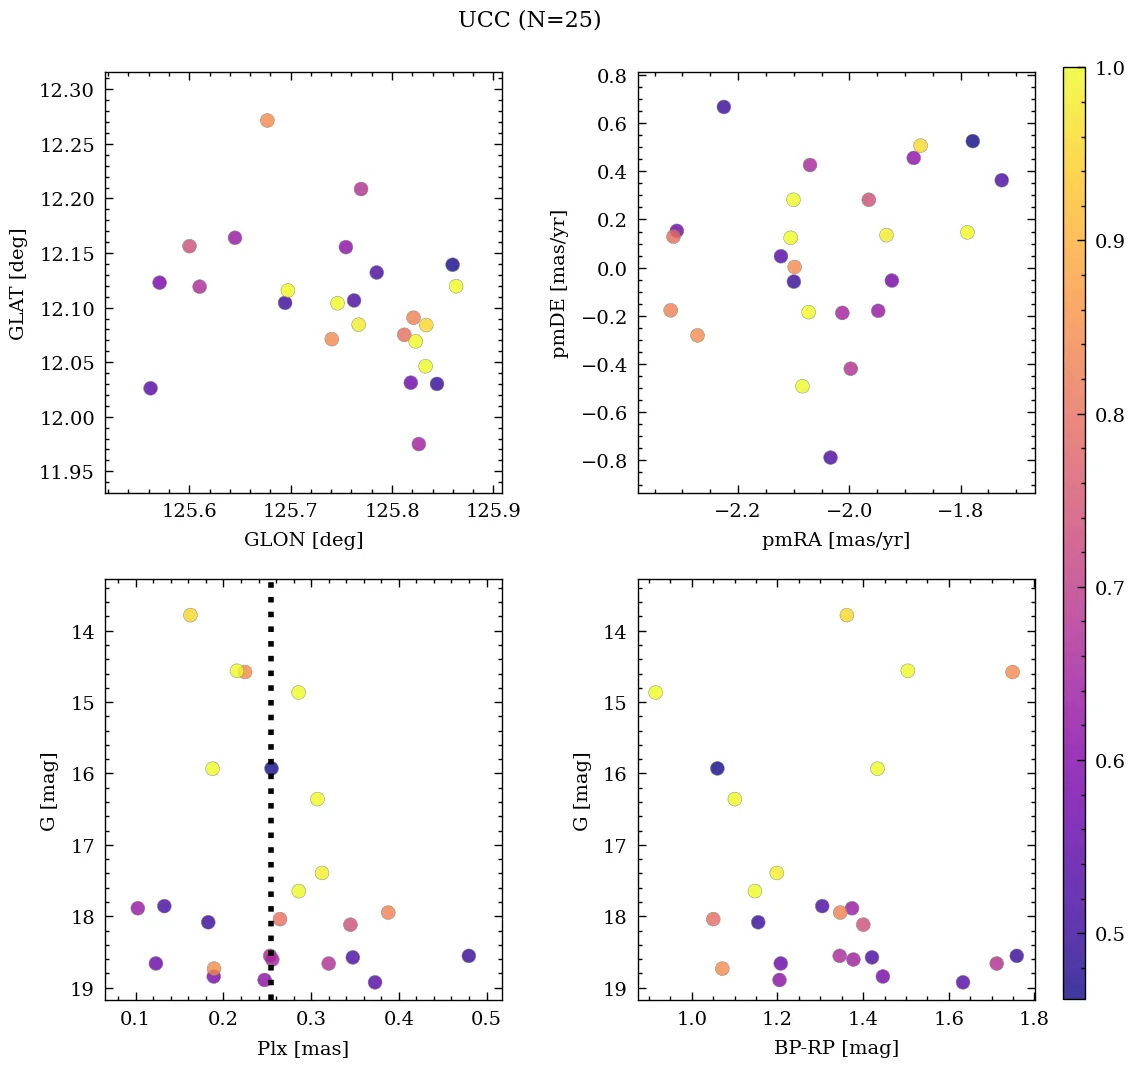 UCC (N=25)
12.30
12.25
12.20
12.15
12.10
12.05
12.00
11.95
GLAT [deg]
125.6 125.7 125.8 125.9
GLON [deg]
0.8
0.6
0.4
0.2
0.0
−0.2
−0.4
−0.6
−0.8
pmDE [mas/yr]
−2.2 −2.0 −1.8
pmRA [mas/yr]
14
15
16
17
18
19
G [mag]
0.1 0.2 0.3 0.4 0.5
Plx [mas]
14
15
16
17
18
19
G [mag]
1.0 1.2 1.4 1.6 1.8
BP-RP [mag]
1.0
0.9
0.8
0.7
0.6
0.5